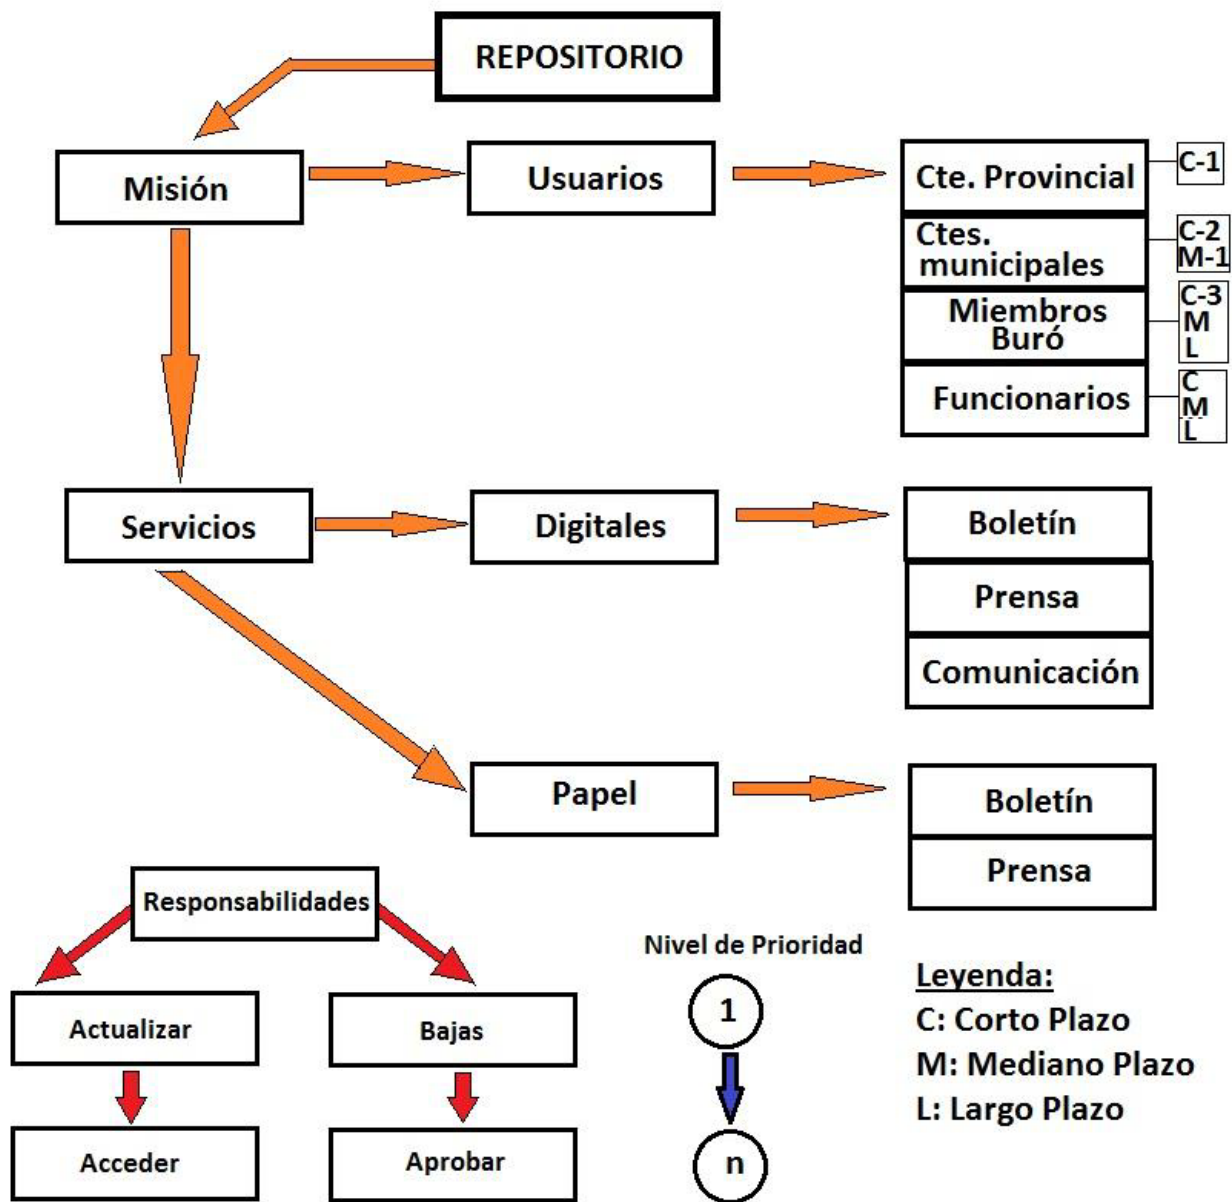 REPOSITORIO
Misión
Usuarios
Cte. Provincial
C-1
Ctes.
municipales
C-2
M-1
Miembros
Buró
C-3
M
L
Funcionarios
C
M
L
Servicios
Digitales
Boletín
Prensa
Comunicación
Papel
Boletín
Prensa
Responsabilidades
Actualizar
Bajas
Acceder
Aprobar
Nivel de Prioridad
1
n
Leyenda:
C: Corto Plazo
M: Mediano Plazo
L: Largo Plazo